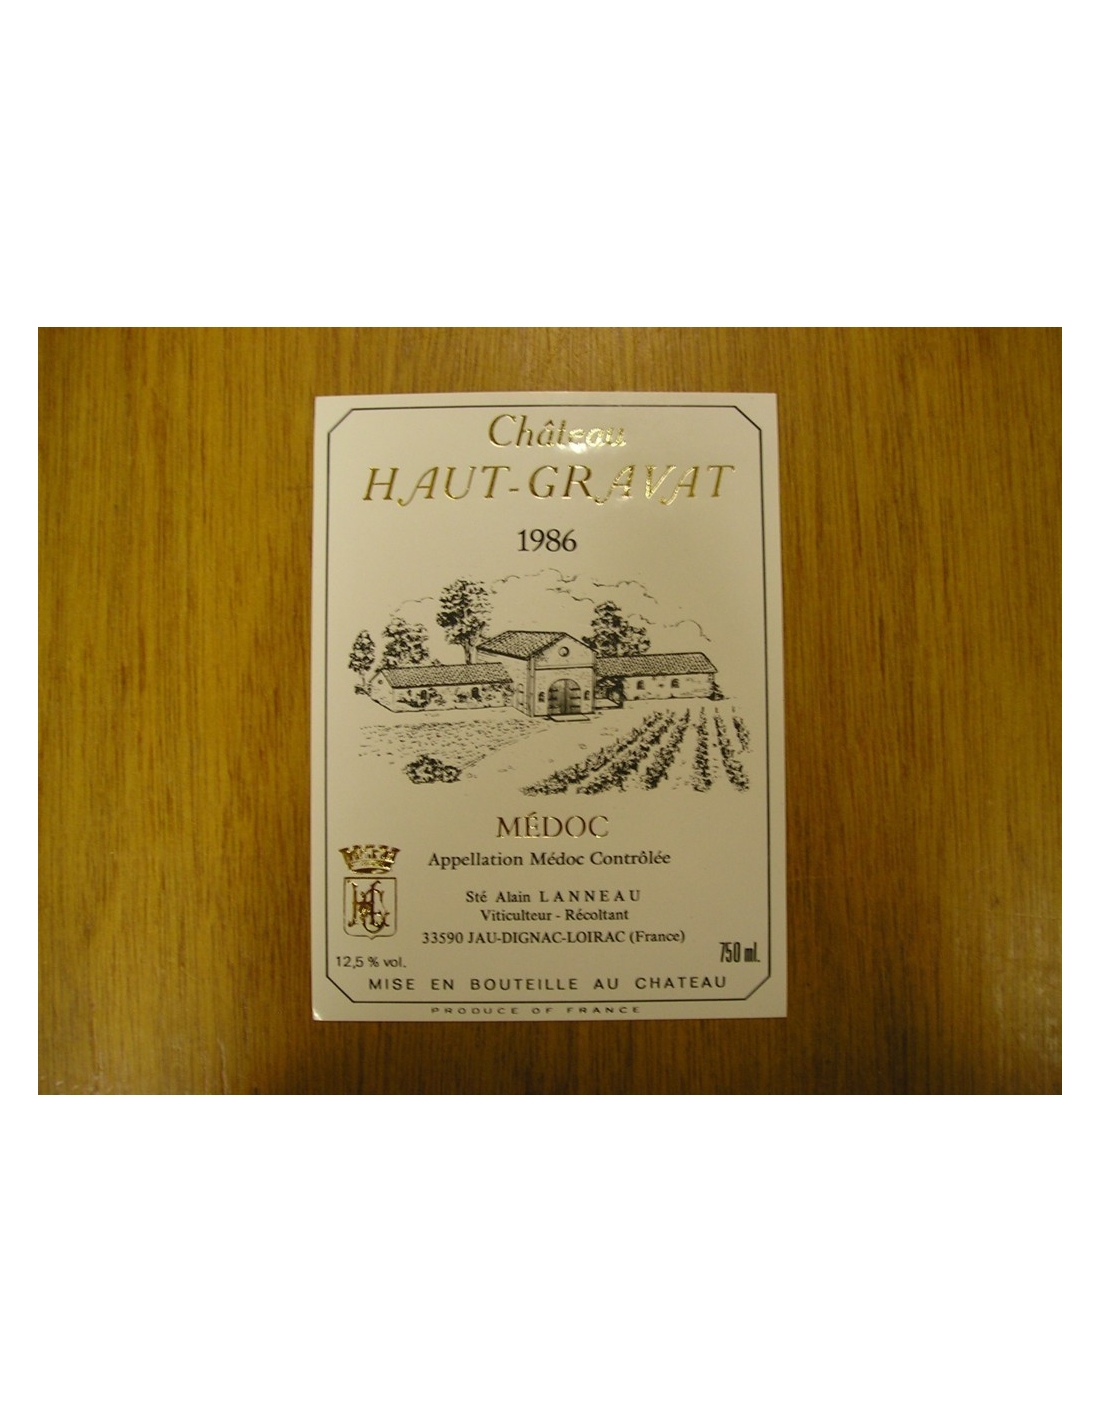 Château
HAUT-GRAVAT
1986
MÉDOC
Appellation Médoc Contrôlée
Sté Alain LANNEAU
Viticulteur - Récoltant
33590 JAU-DIGNAC-LOIRAC (France)
12,5 % vol.
750 ml.
MISE EN BOUTEILLE AU CHATEAU
PRODUCE OF FRANCE